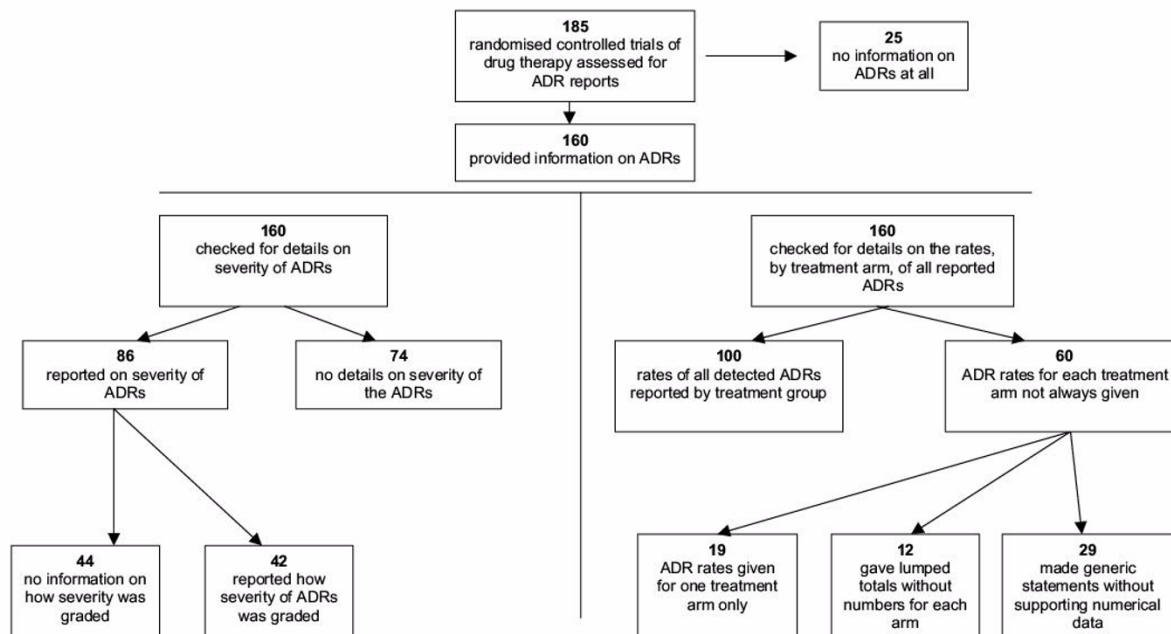 185
randomised controlled trials of
drug therapy assessed for
ADR reports
25
no information on
ADRs at all
160
provided information on ADRs
160
checked for details on
severity of ADRs
160
checked for details on the rates,
by treatment arm, of all reported
ADRs
86
reported on severity of
ADRs
74
no details on severity of
the ADRs
100
rates of all detected ADRs
reported by treatment group
60
ADR rates for each treatment
arm not always given
44
no information on
how severity was
graded
42
reported how
severity of ADRs
was graded
19
ADR rates given
for one treatment
arm only
12
gave lumped
totals without
numbers for each
arm
29
made generic
statements without
supporting numerical
data